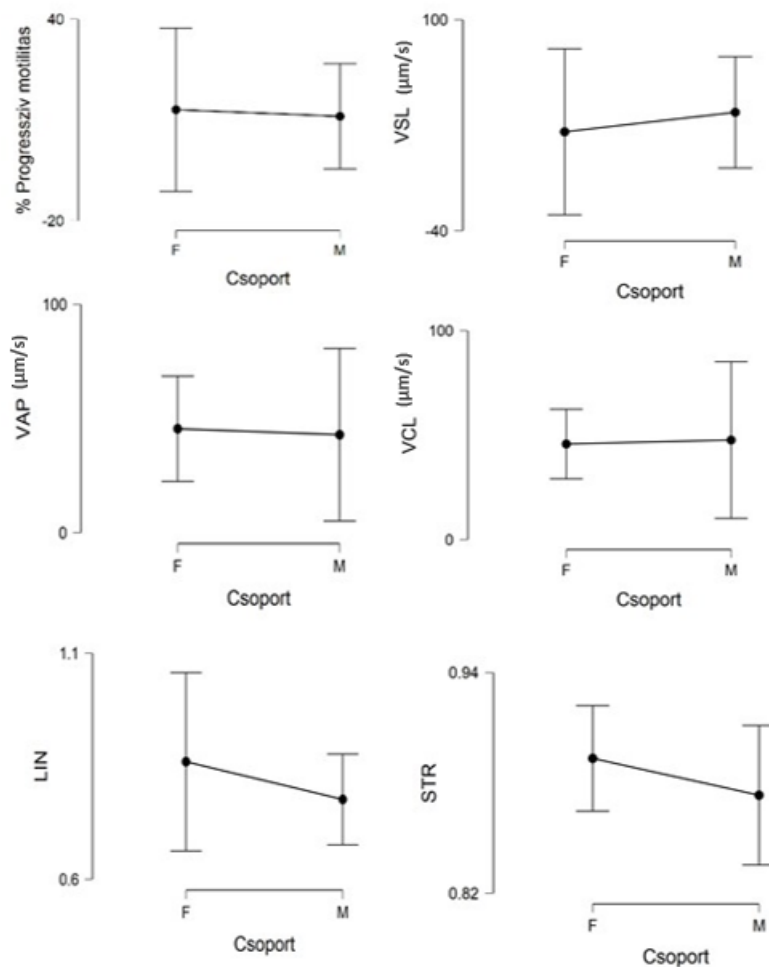 40
% Progresszív motilitás
-20
F
M
Csoport
100
VSL (μm/s)
-40
F
M
Csoport
100
VAP (μm/s)
0
F
M
Csoport
100
VCL (μm/s)
0
F
M
Csoport
1.1
LIN
0.6
F
M
Csoport
0.94
STR
0.82
F
M
Csoport